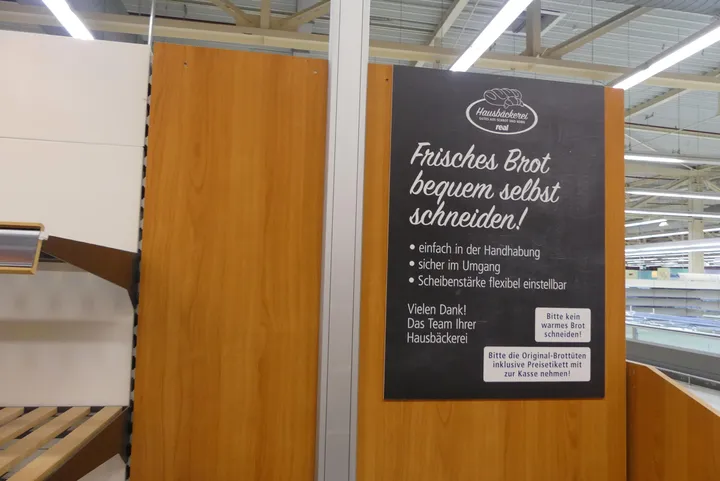 Hausbäckerei
real
Frisches Brot
bequem selbst
schneiden!
• einfach in der Handhabung
• sicher im Umgang
• Scheibenstärke flexibel einstellbar
Vielen Dank!
Das Team Ihrer
Hausbäckerei
Bitte kein
warmes Brot
schneiden!
Bitte die Original-Brottüten
inklusive Preisetikett mit
zur Kasse nehmen!